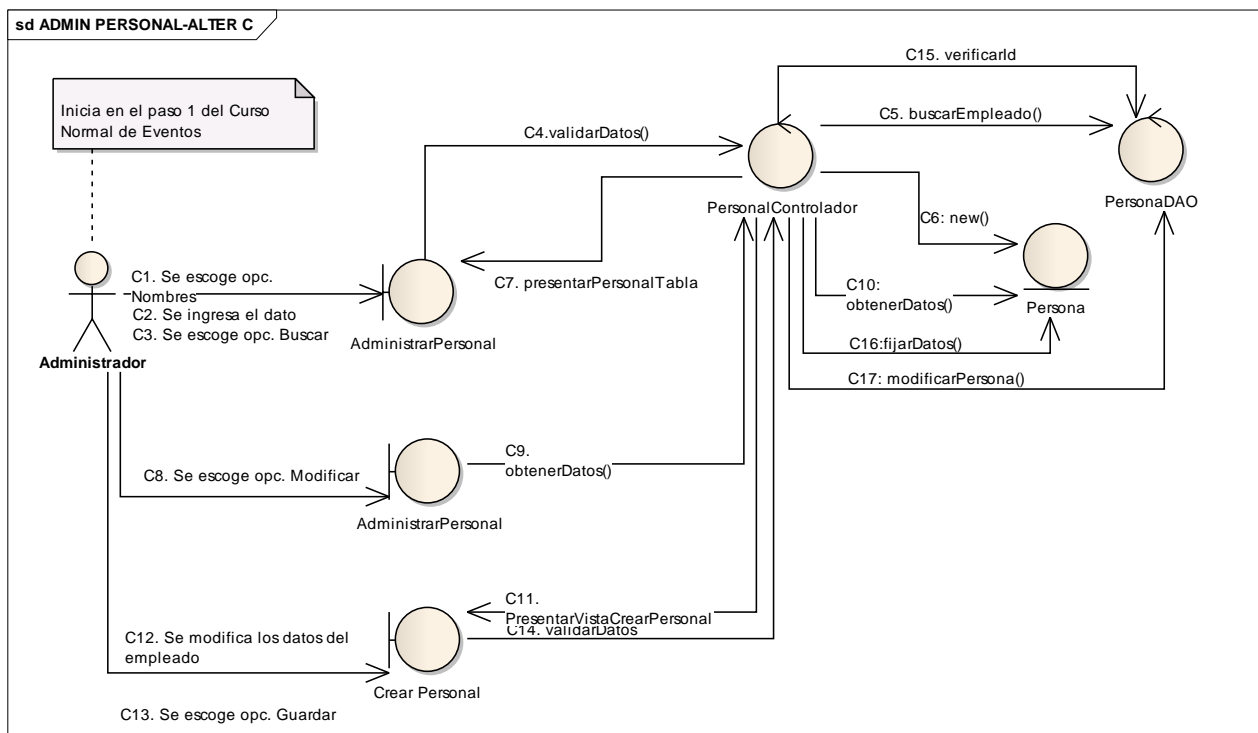 sd ADMIN PERSONAL-ALTER C
Inicia en el paso 1 del Curso
Normal de Eventos
Administrador
C1. Se escoge opc.
Nombres
C2. Se ingresa el dato
C3. Se escoge opc. Buscar
AdministrarPersonal
C4.validarDatos()
C7. presentarPersonalTabla
PersonalControlador
C15. verificarId
C5. buscarEmpleado()
PersonaDAO
C6: new()
C10:
obtenerDatos()
Persona
C16:fijarDatos()
C17: modificarPersona()
C8. Se escoge opc. Modificar
AdministrarPersonal
C9.
obtenerDatos()
C11.
PresentarVistaCrearPersonal
C14. validarDatos
C12. Se modifica los datos del
empleado
Crear Personal
C13. Se escoge opc. Guardar